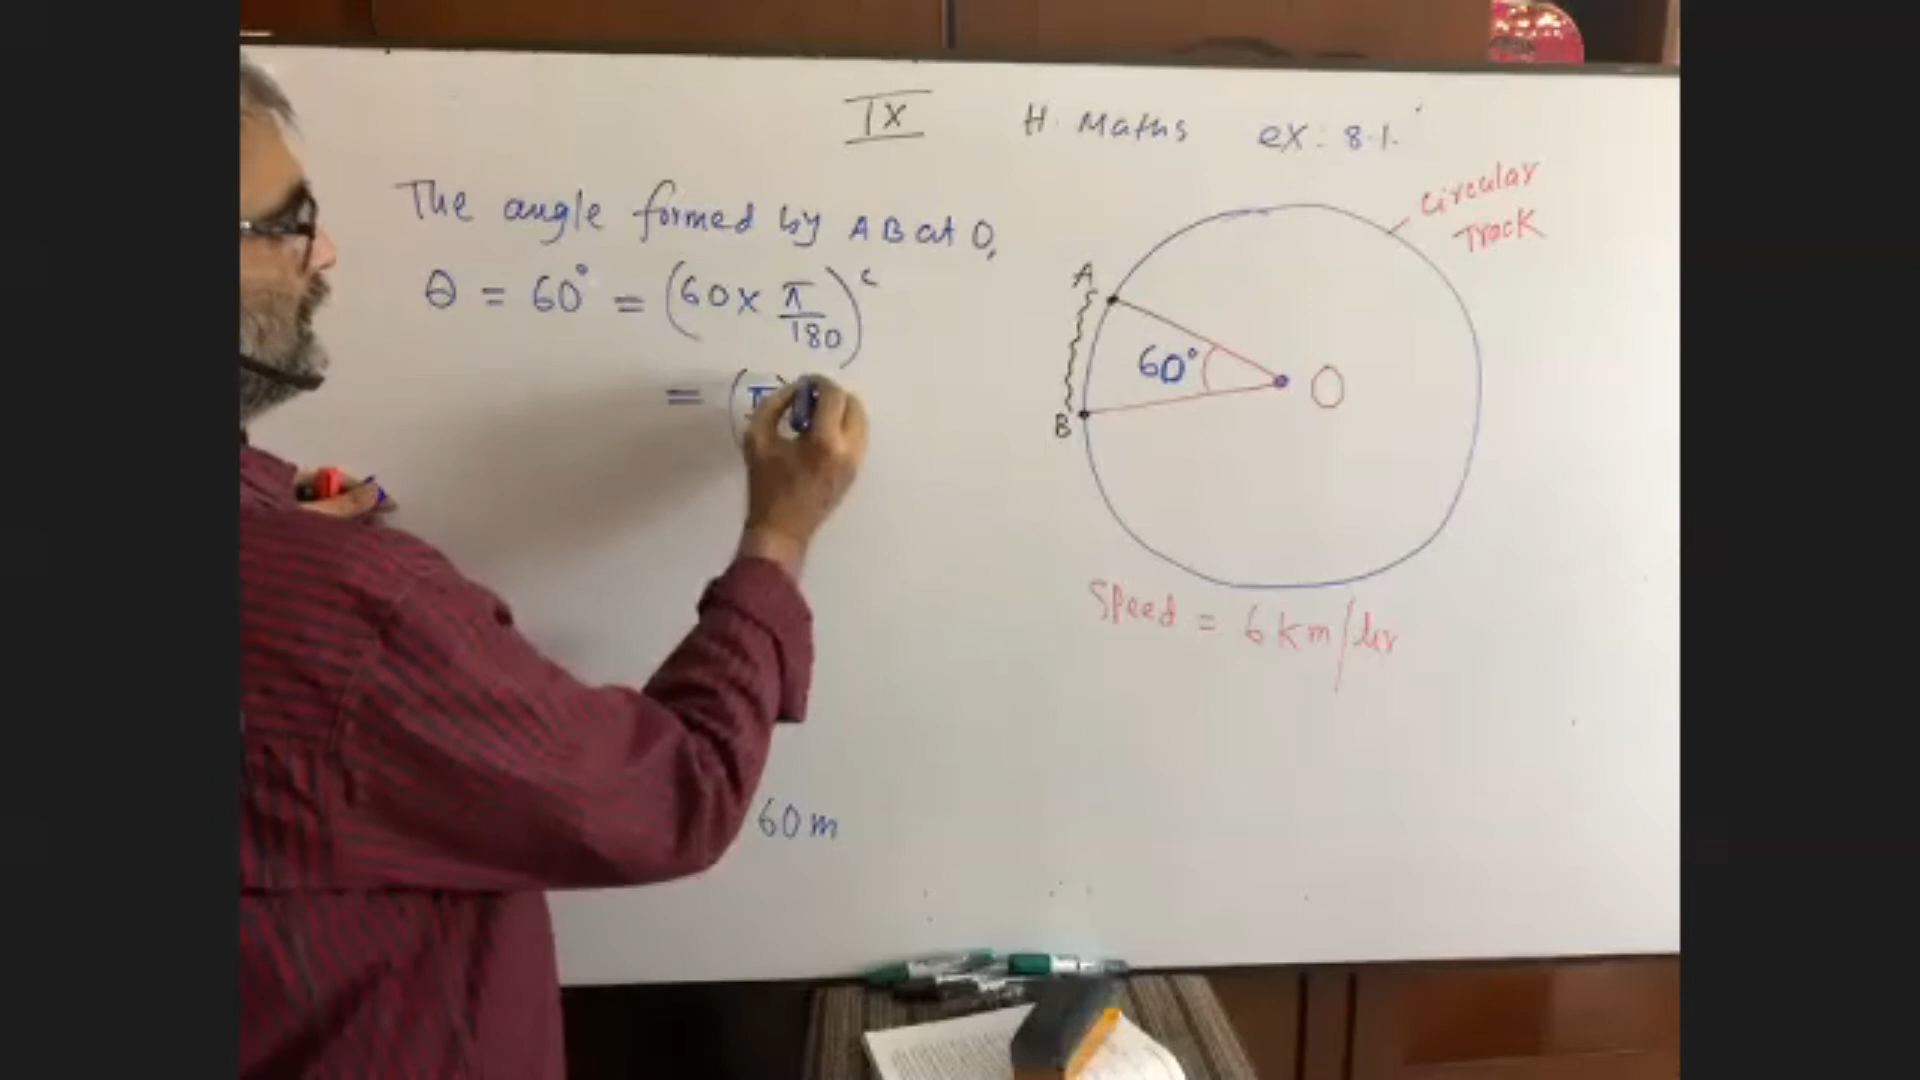 IX H. Maths ex: 8.1.
The angle formed by AB at O,
θ = 60° = (60 × π/180)ᶜ
= (π
60 m
circular
Track
A
60°
O
B
Speed = 6 km/hr